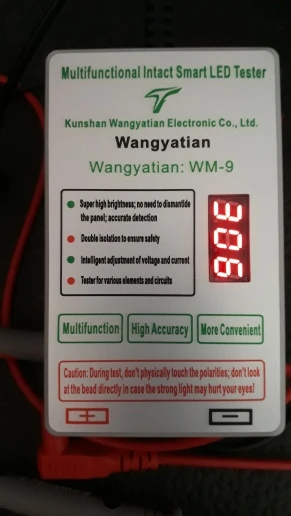 Multifunctional Intact Smart LED Tester
Kunshan Wangyatian Electronic Co., Ltd.
Wangyatian
Wangyatian: WM-9
Super high brightness; no need to dismantide
the panel; accurate detection
Double isolation to ensure safety
Intelligent adjustment of voltage and current
Tester for various elements and circuits
306
Multifunction High Accuracy More Convenient
Caution: During test, don't physically touch the polarities; don't look
at the bead directly in case the strong light may hurt your eyes!
+ −